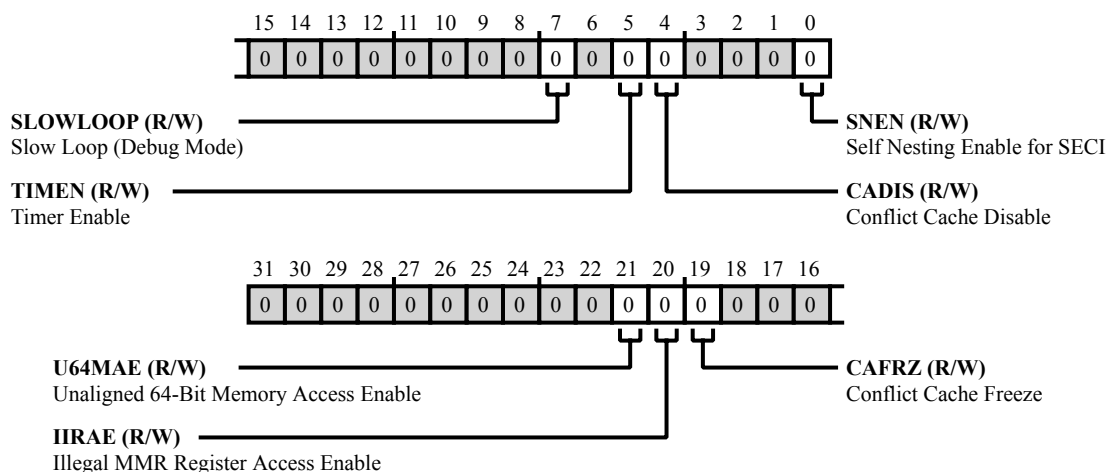 15 14 13 12 11 10 9 8 7 6 5 4 3 2 1 0
0 0 0 0 0 0 0 0 0 0 0 0 0 0 0 0
SLOWLOOP (R/W)
Slow Loop (Debug Mode)
SNEN (R/W)
Self Nesting Enable for SECI
TIMEN (R/W)
Timer Enable
CADIS (R/W)
Conflict Cache Disable
31 30 29 28 27 26 25 24 23 22 21 20 19 18 17 16
0 0 0 0 0 0 0 0 0 0 0 0 0 0 0 0
U64MAE (R/W)
Unaligned 64-Bit Memory Access Enable
CAFRZ (R/W)
Conflict Cache Freeze
IIRAE (R/W)
Illegal MMR Register Access Enable